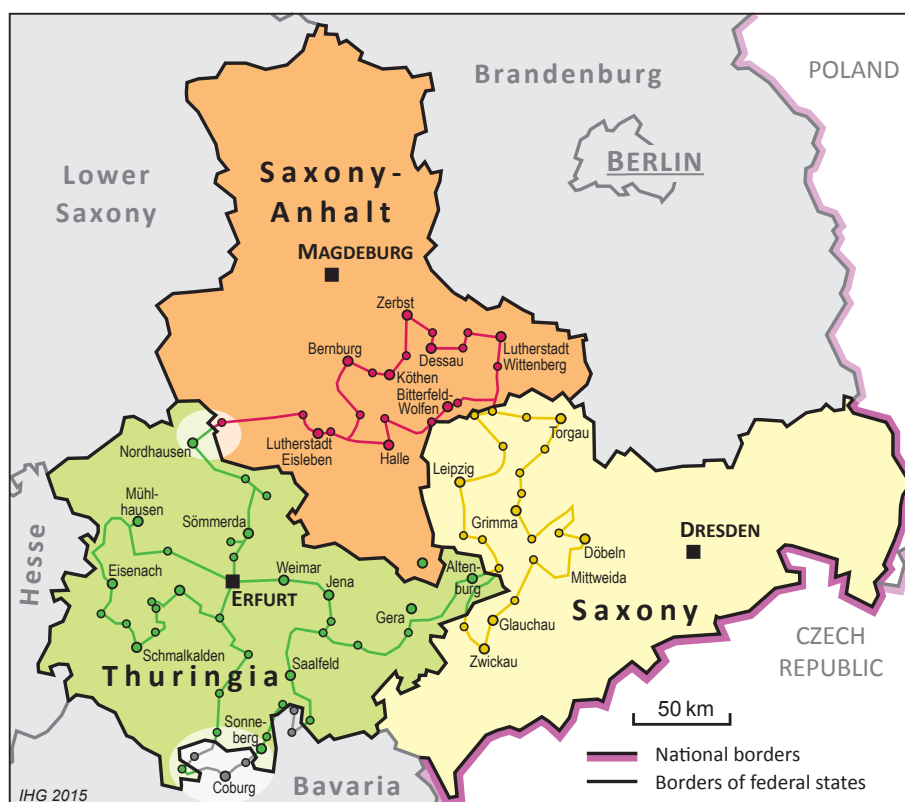 Brandenburg
POLAND
BERLIN
Lower
Saxony
Saxony-
Anhalt
MAGDEBURG
Zerbst
Bernburg
Dessau
Lutherstadt
Wittenberg
Köthen
Bitterfeld-
Wolfen
Torgau
Nordhausen
Lutherstadt
Eisleben
Halle
Leipzig
Mühl-
hausen
Sömmerda
Grimma
DRESDEN
Döbeln
Hesse
Eisenach
Weimar
Jena
Alten-
burg
Mittweida
ERFURT
Gera
Glauchau
Saxony
Schmalkalden
Saalfeld
Zwickau
CZECH
REPUBLIC
Thuringia
Sonne-
berg
50 km
Coburg
Bavaria
National borders
Borders of federal states
IHG 2015